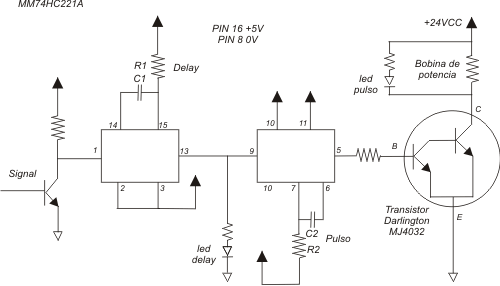 MM74HC221A
PIN 16 +5V
PIN 8 0V
+24VCC
R1
C1
Delay
Bobina de
potencia
led
pulso
14
15
10
11
C
Signal
1
13
9
5
B
2
3
10
7
6
Transistor
Darlington
MJ4032
E
C2
Pulso
R2
led
delay